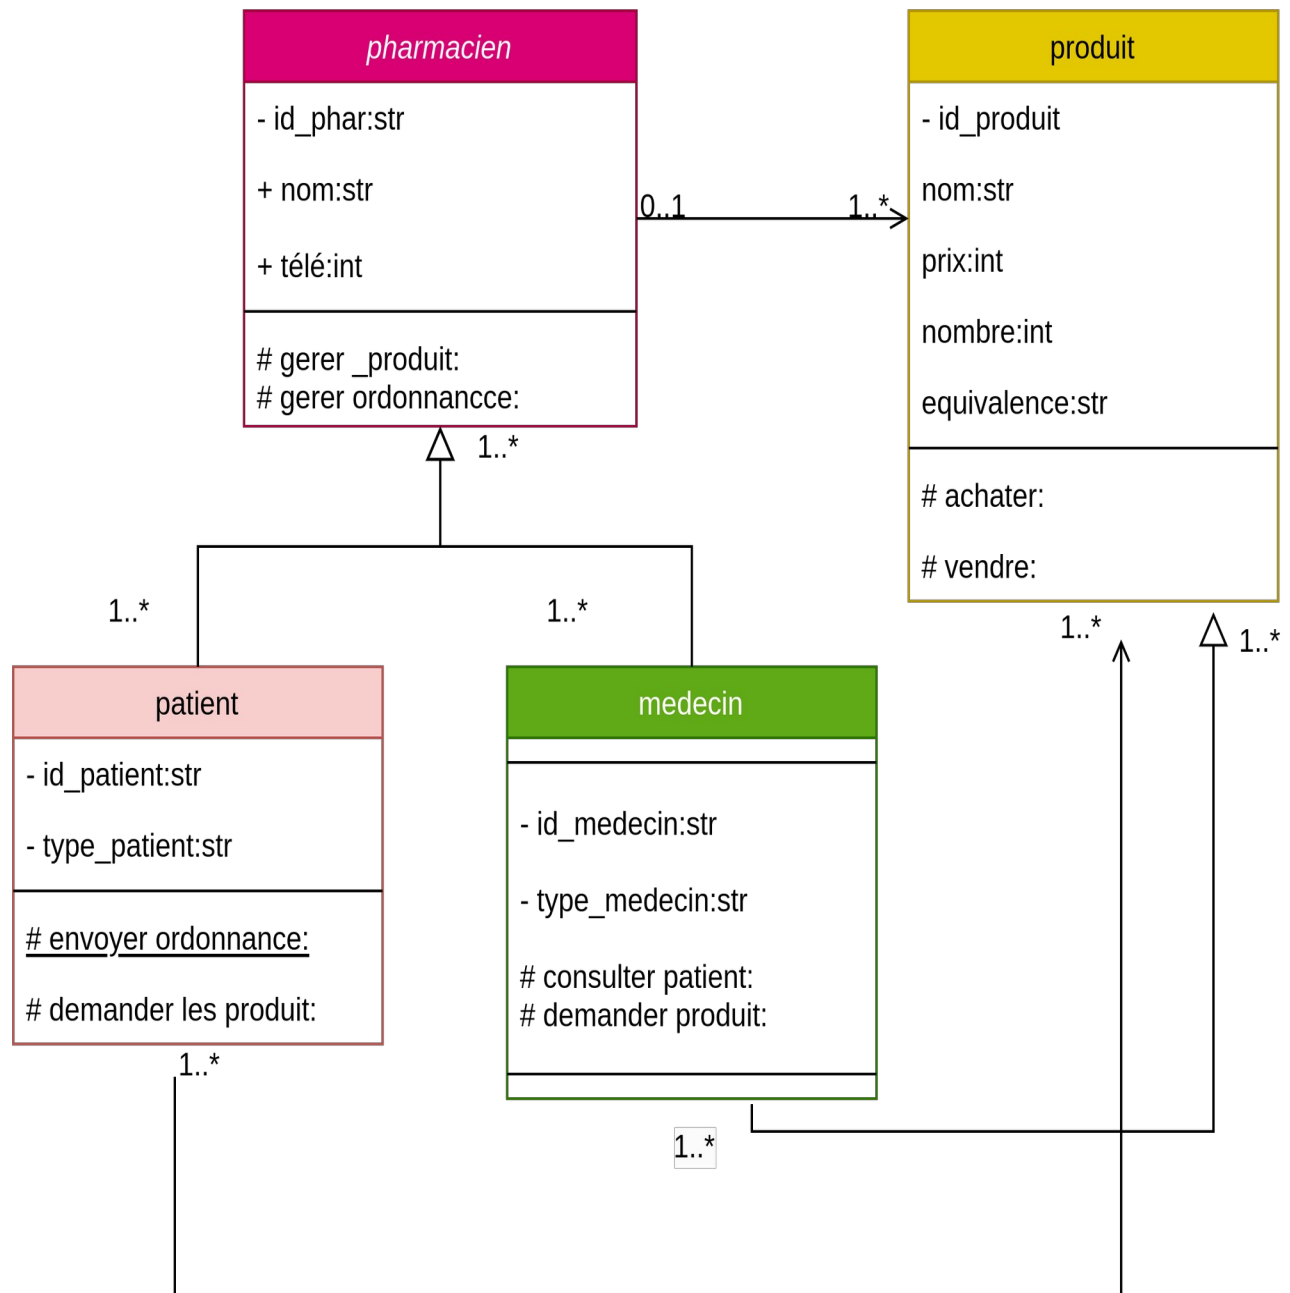 pharmacien
- id_phar:str
+ nom:str
+ télé:int
# gerer _produit:
# gerer ordonnancce:
0..1
1..*
produit
- id_produit
nom:str
prix:int
nombre:int
equivalence:str
# achater:
# vendre:
1..*
1..*
1..*
1..*
1..*
patient
- id_patient:str
- type_patient:str
# envoyer ordonnance:
# demander les produit:
1..*
medecin
- id_medecin:str
- type_medecin:str
# consulter patient:
# demander produit:
1..*